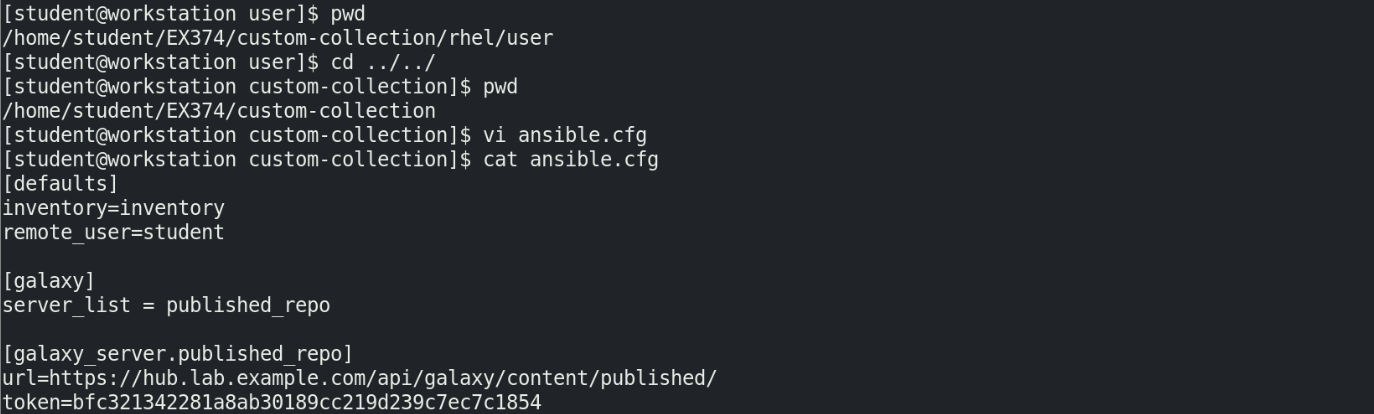 [student@workstation user]$ pwd
/home/student/EX374/custom-collection/rhel/user
[student@workstation user]$ cd ../../
[student@workstation custom-collection]$ pwd
/home/student/EX374/custom-collection
[student@workstation custom-collection]$ vi ansible.cfg
[student@workstation custom-collection]$ cat ansible.cfg
[defaults]
inventory=inventory
remote_user=student
[galaxy]
server_list = published_repo
[galaxy_server.published_repo]
url=https://hub.lab.example.com/api/galaxy/content/published/
token=bfc321342281a8ab30189cc219d239c7ec7c1854